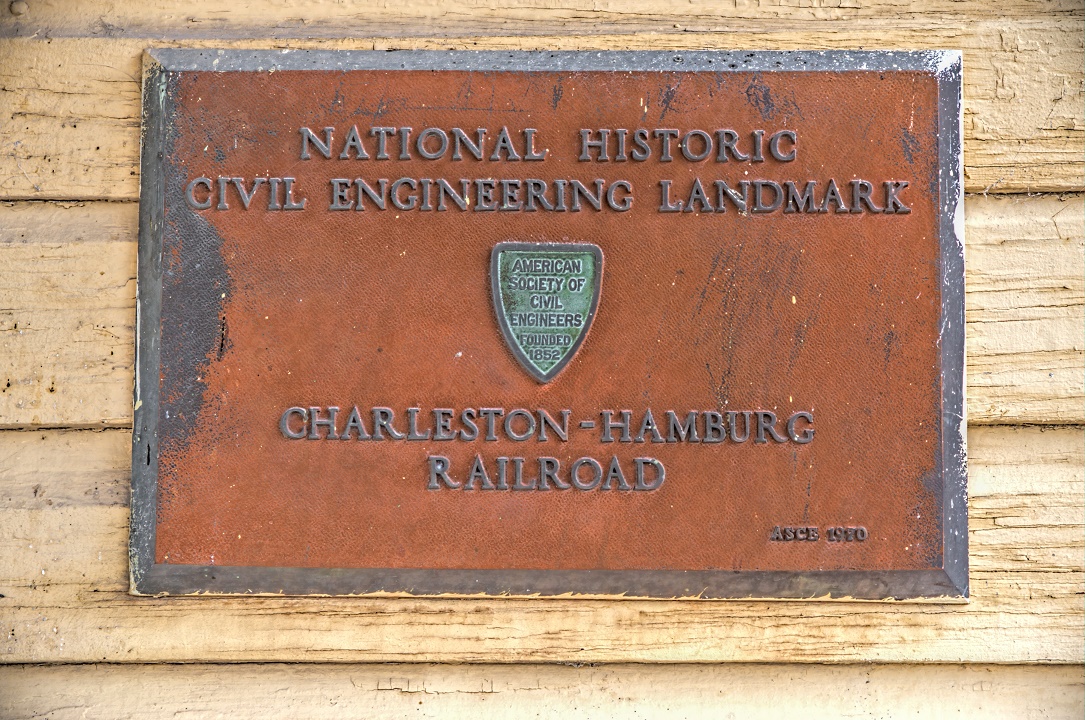 NATIONAL HISTORIC
CIVIL ENGINEERING LANDMARK
AMERICAN
SOCIETY OF
CIVIL
ENGINEERS
FOUNDED
1852
CHARLESTON-HAMBURG
RAILROAD
ASCE 1980